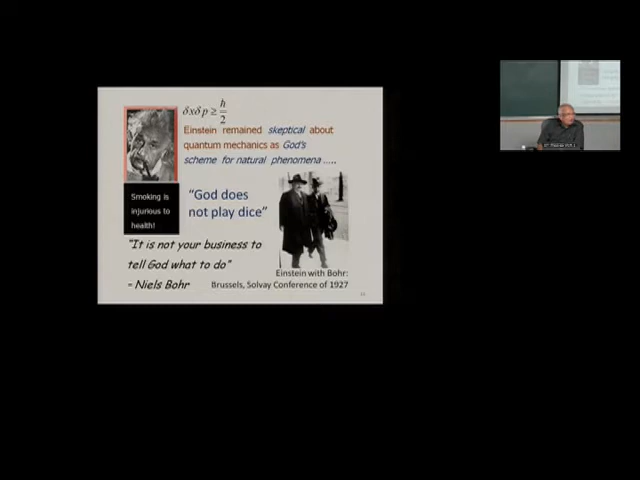 δxδp ≥ ħ/2
Einstein remained skeptical about
quantum mechanics as God's
scheme for natural phenomena .....
Smoking is
injurious to
health!
"God does
not play dice"
"It is not your business to
tell God what to do"
- Niels Bohr
Einstein with Bohr:
Brussels, Solvay Conference of 1927